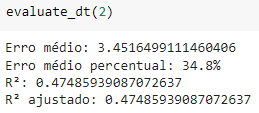 evaluate_dt(2)
Erro médio: 3.4516499111460406
Erro médio percentual: 34.8%
R²: 0.47485939087072637
R² ajustado: 0.47485939087072637